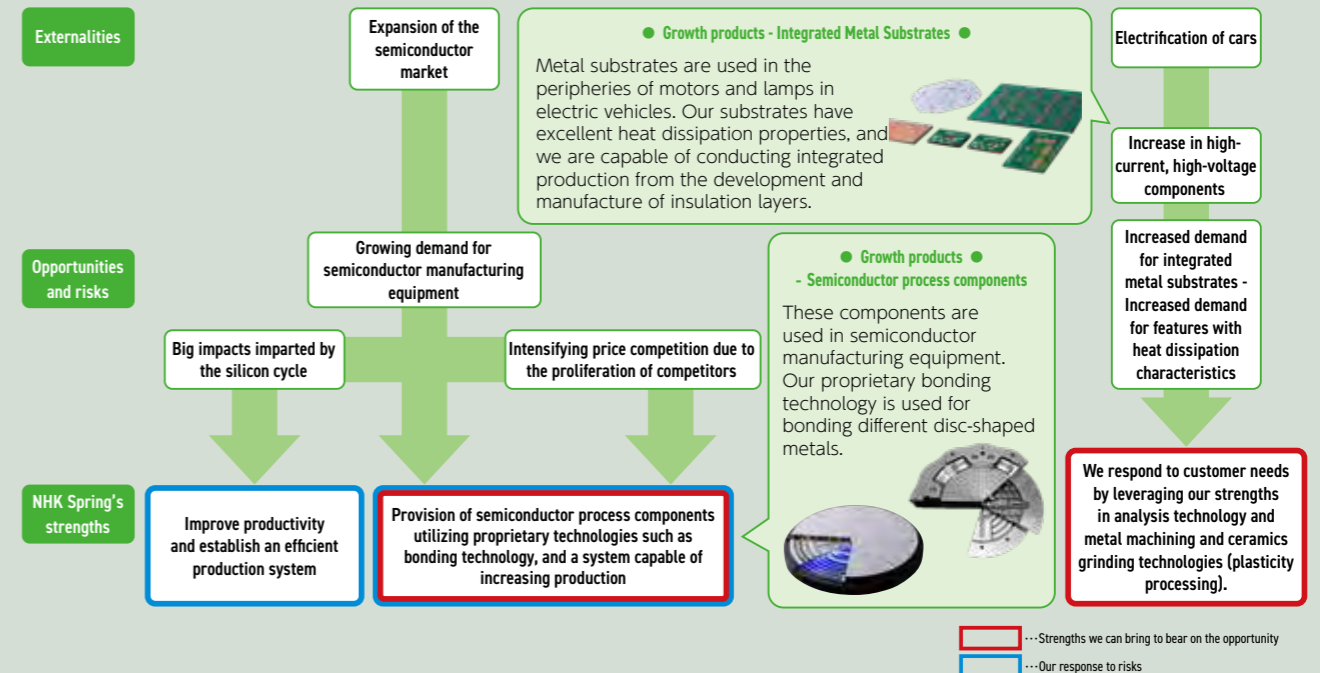 Externalities
Expansion of the
semiconductor
market
● Growth products - Integrated Metal Substrates ●
Metal substrates are used in the
peripheries of motors and lamps in
electric vehicles. Our substrates have
excellent heat dissipation properties, and
we are capable of conducting integrated
production from the development and
manufacture of insulation layers.
Electrification of cars
Increase in high-
current, high-voltage
components
Opportunities
and risks
Growing demand for
semiconductor manufacturing
equipment
Big impacts imparted by
the silicon cycle
Intensifying price competition due to
the proliferation of competitors
● Growth products ●
- Semiconductor process components
These components are
used in semiconductor
manufacturing equipment.
Our proprietary bonding
technology is used for
bonding different disc-shaped
metals.
Increased demand
for integrated
metal substrates -
Increased demand
for features with
heat dissipation
characteristics
NHK Spring's
strengths
Improve productivity
and establish an efficient
production system
Provision of semiconductor process components
utilizing proprietary technologies such as
bonding technology, and a system capable of
increasing production
We respond to customer needs
by leveraging our strengths
in analysis technology and
metal machining and ceramics
grinding technologies (plasticity
processing).
···Strengths we can bring to bear on the opportunity
···Our response to risks